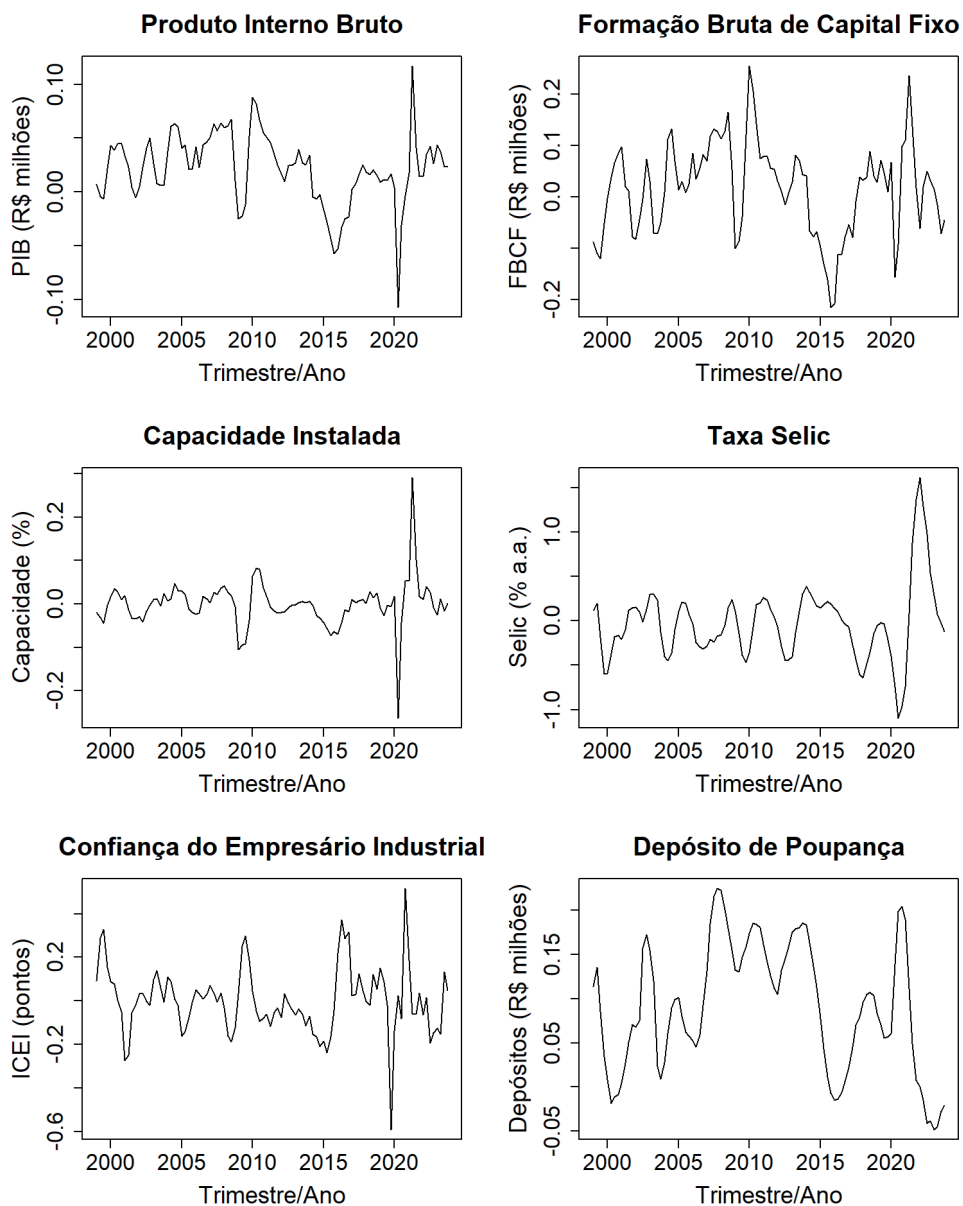 Produto Interno Bruto
PIB (R$ milhões)
0.10
0.00
-0.10
2000 2005 2010 2015 2020
Trimestre/Ano
Formação Bruta de Capital Fixo
FBCF (R$ milhões)
0.2
0.1
0.0
-0.2
2000 2005 2010 2015 2020
Trimestre/Ano
Capacidade Instalada
Capacidade (%)
0.2
0.0
-0.2
2000 2005 2010 2015 2020
Trimestre/Ano
Taxa Selic
Selic (% a.a.)
1.0
0.0
-1.0
2000 2005 2010 2015 2020
Trimestre/Ano
Confiança do Empresário Industrial
ICEI (pontos)
0.2
-0.2
-0.6
2000 2005 2010 2015 2020
Trimestre/Ano
Depósito de Poupança
Depósitos (R$ milhões)
0.15
0.05
-0.05
2000 2005 2010 2015 2020
Trimestre/Ano